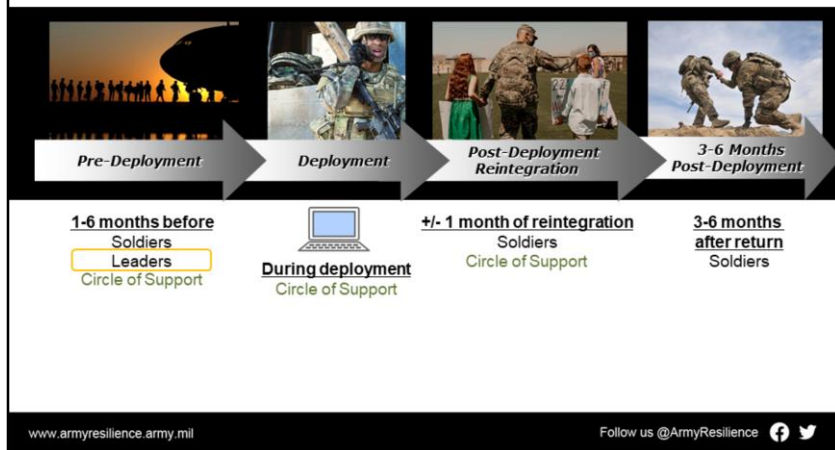 Pre-Deployment
Deployment
Post-Deployment
Reintegration
3-6 Months
Post-Deployment
1-6 months before
Soldiers
Leaders
Circle of Support
During deployment
Circle of Support
+/- 1 month of reintegration
Soldiers
Circle of Support
3-6 months
after return
Soldiers
www.armyresilience.army.mil
Follow us @ArmyResilience